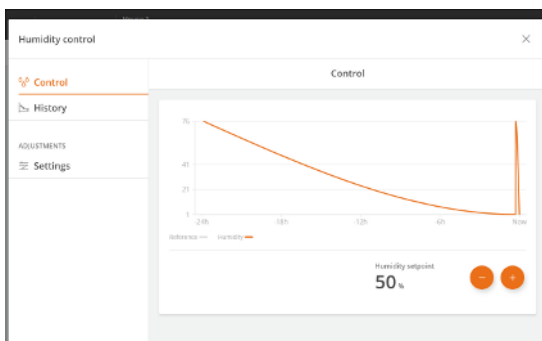 Humidity control
Control
Control
History
ADJUSTMENTS
Settings
41
21
1
-24h
-18h
-12h
6h
Now
Reference
Humidity
Humidity setpoint
50 %